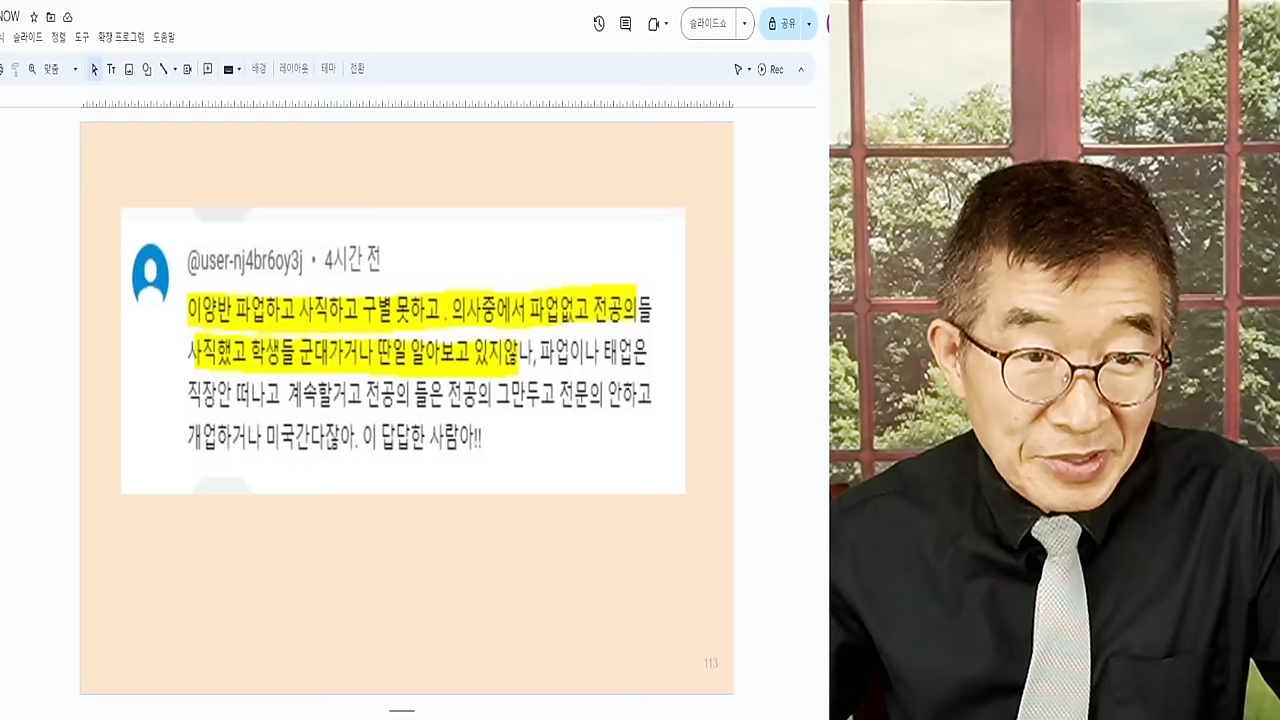 NOW
슬라이드 정렬 도구 확장 프로그램 도움말
슬라이드쇼
공유
맞춤
Tт
배경 레이아웃 테마 전환
Rec
@user-nj4br6oy3j • 4시간 전
이양반 파업하고 사직하고 구별 못하고 . 의사중에서 파업없고 전공의들
사직했고 학생들 군대가거나 딴일 알아보고 있지않나, 파업이나 태업은
직장안 떠나고 계속할거고 전공의 들은 전공의 그만두고 전문의 안하고
개업하거나 미국간다잖아. 이 답답한 사람아!!
113